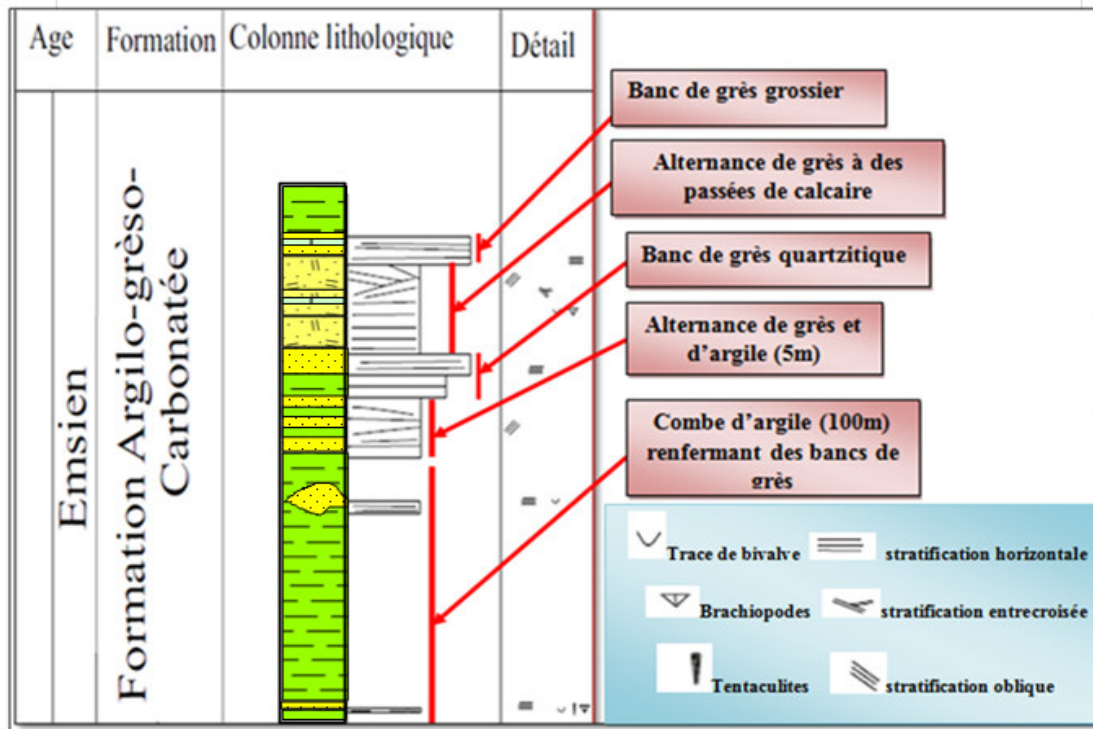 Age
Formation
Colonne lithologique
Détail
Emsien
Formation Argilo-grèso-
Carbonatée
Banc de grès grossier
Alternance de grès à des
passées de calcaire
Banc de grès quartzitique
Alternance de grès et
d'argile (5m)
Combe d'argile (100m)
renfermant des bancs de
grès
Trace de bivalve
stratification horizontale
Brachiopodes
stratification entrecroisée
Tentaculites
stratification oblique